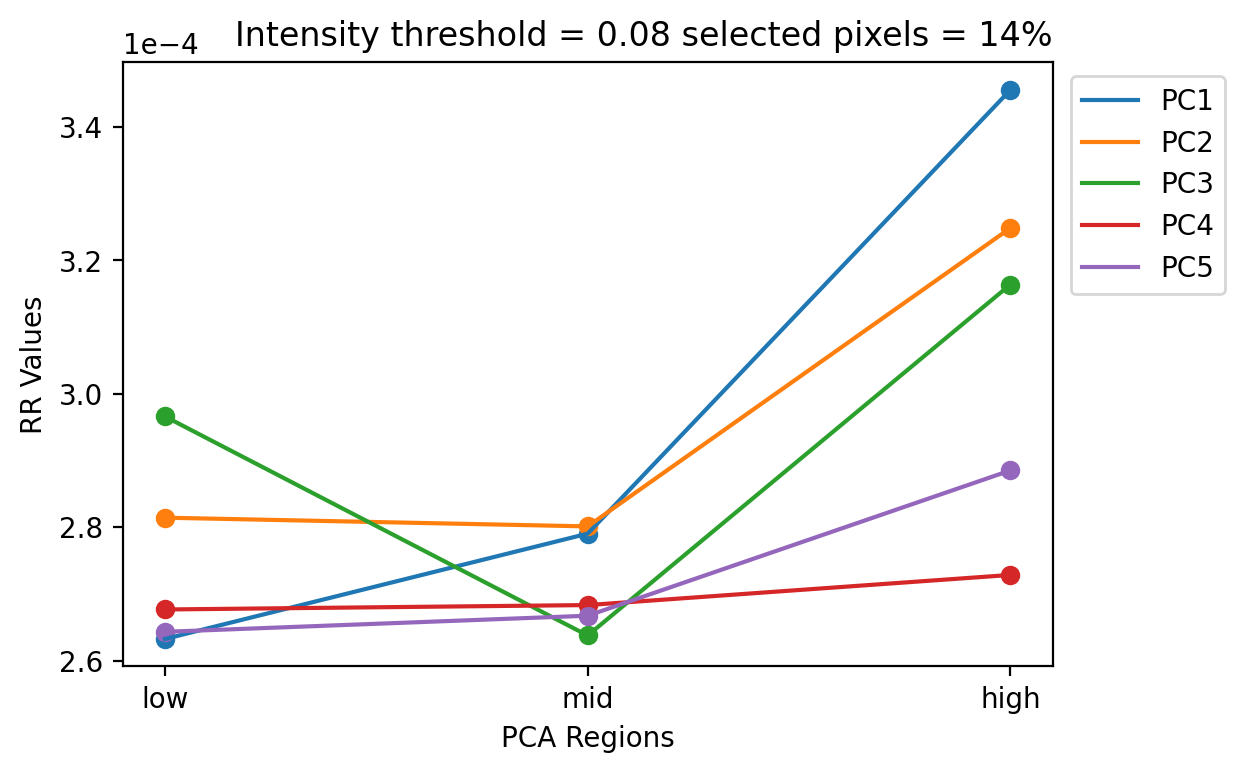 1e−4
Intensity threshold = 0.08 selected pixels = 14%
3.4
3.2
3.0
2.8
2.6
RR Values
low
mid
high
PCA Regions
PC1
PC2
PC3
PC4
PC5